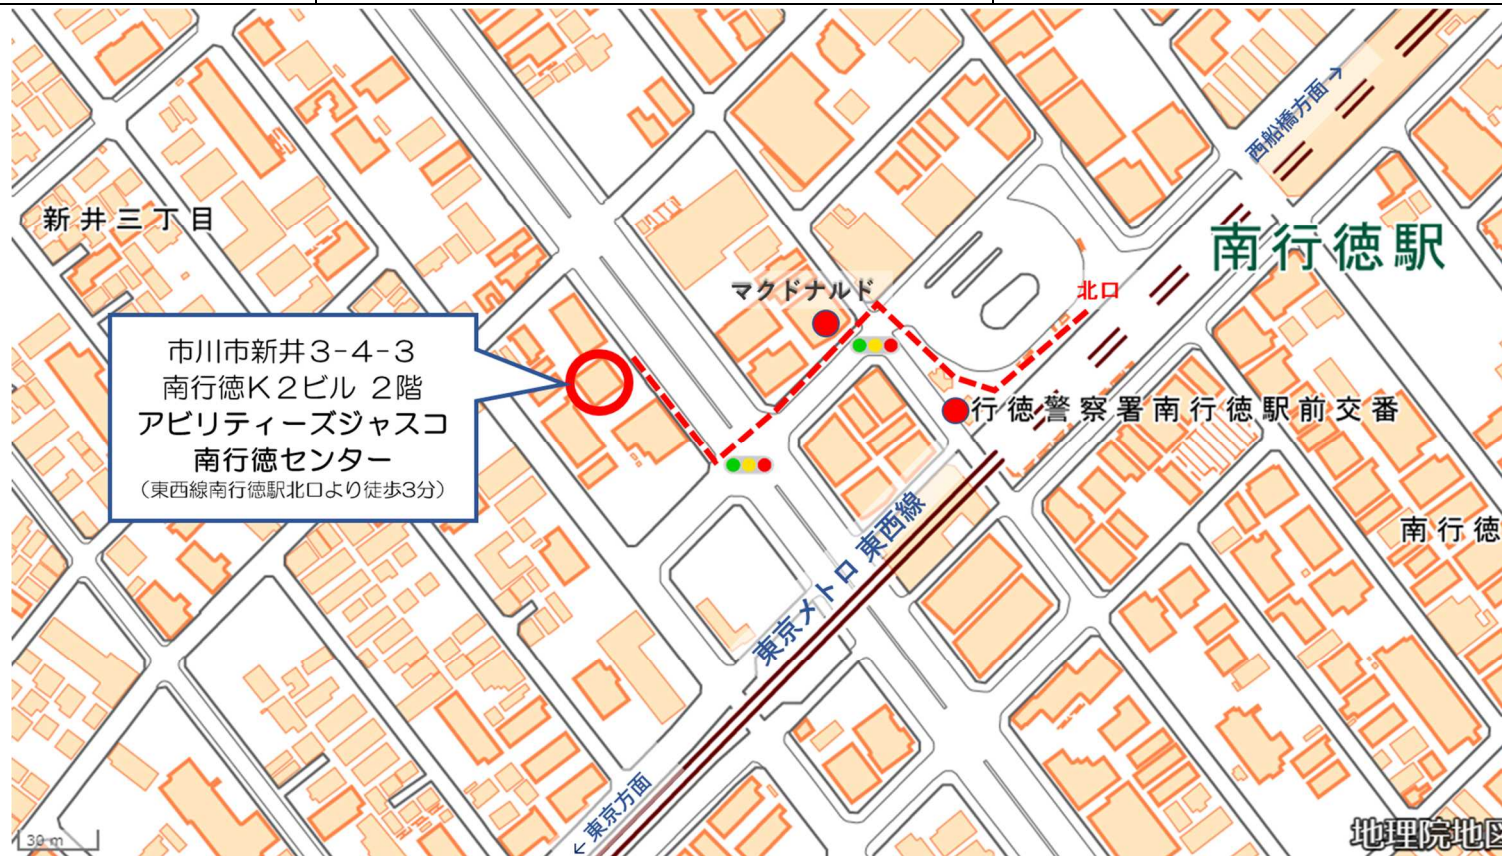 西船橋方面→
新井三丁目
南行徳駅
マクドナルド
北口
市川市新井3-4-3
南行徳K2ビル 2階
アビリティーズジャスコ
南行徳センター
(東西線南行徳駅北口より徒歩3分)
行徳警察署南行徳駅前交番
東京メトロ 東西線
南行徳
←東京方面
30 m
地理院地図